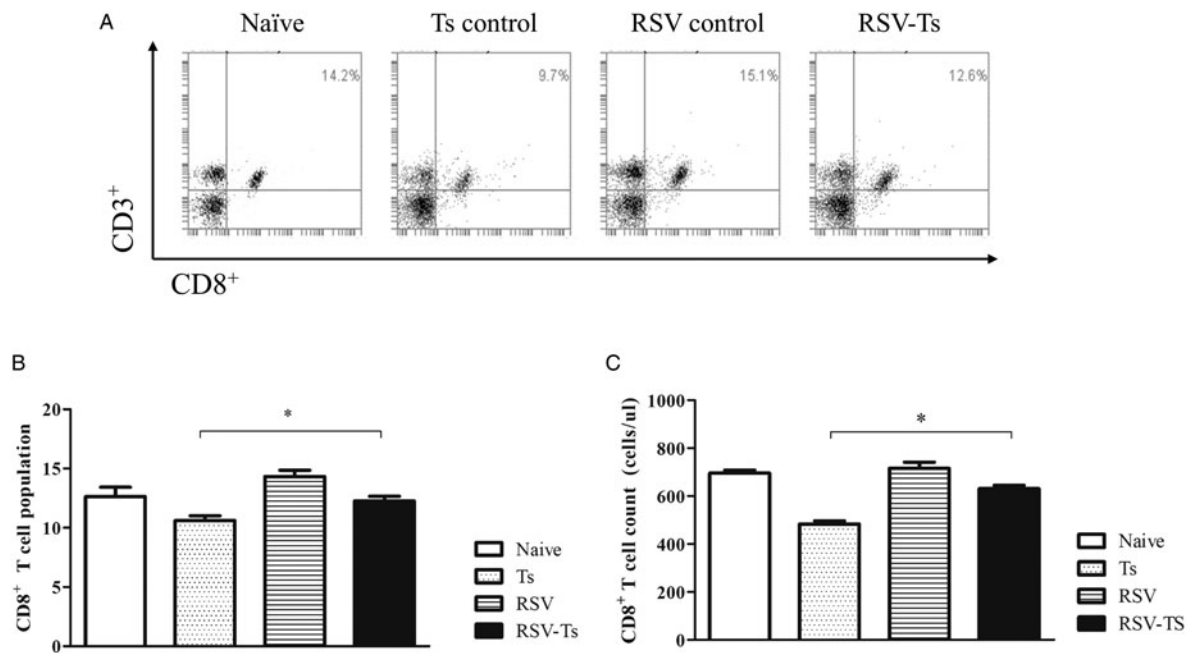 A
Naïve
Ts control
RSV control
RSV-Ts
14.2%
9.7%
15.1%
12.6%
CD3+
CD8+
B
CD8+ T cell population
20
15
10
5
0
*
Naive
Ts
RSV
RSV-Ts
C
CD8+ T cell count (cells/ul)
1000
800
600
400
200
0
*
Naive
Ts
RSV
RSV-TS